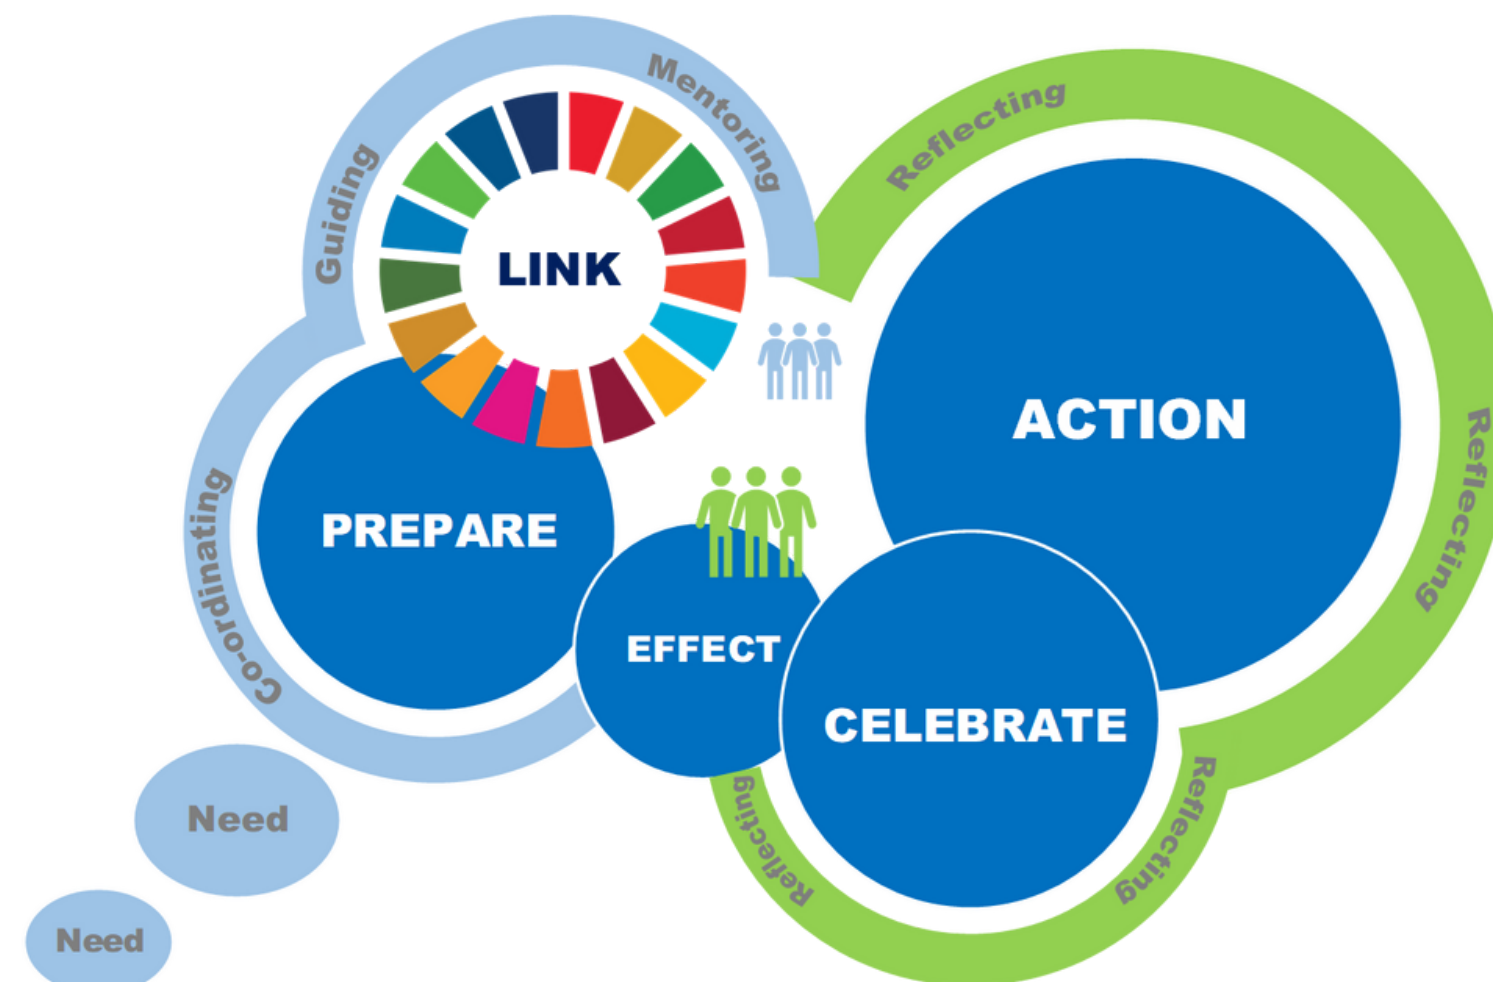 Mentoring
Guiding
LINK
Reflecting
ACTION
Reflecting
Co-ordinating
PREPARE
EFFECT
CELEBRATE
Reflecting
Reflecting
Need
Need